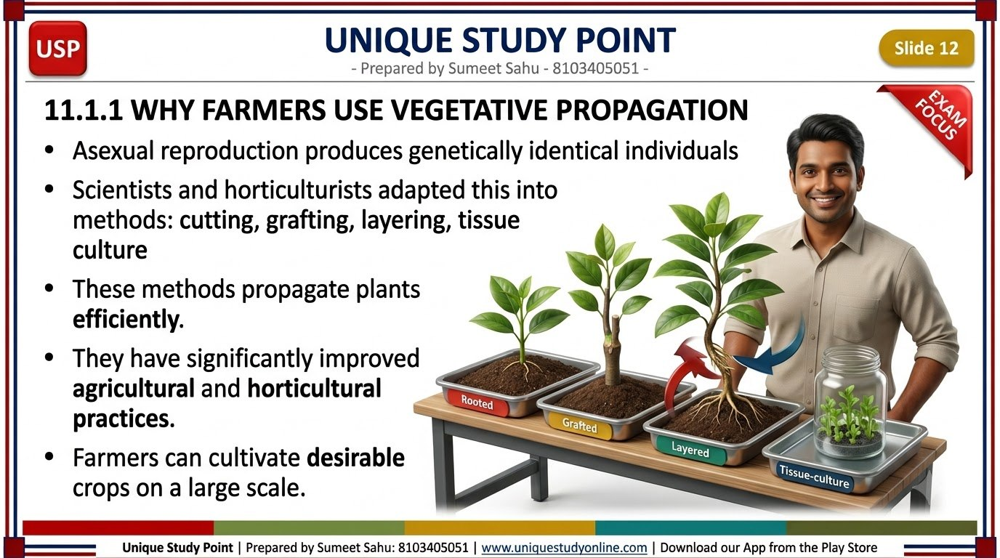 USP
UNIQUE STUDY POINT
- Prepared by Sumeet Sahu - 8103405051 -
Slide 12
EXAM
FOCUS
11.1.1 WHY FARMERS USE VEGETATIVE PROPAGATION
• Asexual reproduction produces genetically identical individuals
• Scientists and horticulturists adapted this into
methods: cutting, grafting, layering, tissue
culture
• These methods propagate plants
efficiently.
• They have significantly improved
agricultural and horticultural
practices.
• Farmers can cultivate desirable
crops on a large scale.
Rooted
Grafted
Layered
Tissue-culture
Unique Study Point | Prepared by Sumeet Sahu: 8103405051 | www.uniquestudyonline.com | Download our App from the Play Store